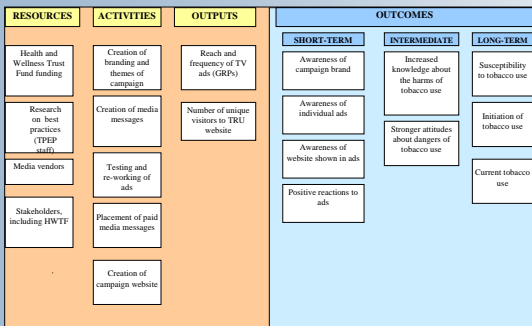 RESOURCES
ACTIVITIES
OUTPUTS
OUTCOMES
SHORT-TERM
INTERMEDIATE
LONG-TERM
Health and
Wellness Trust
Fund funding
Research
on best
practices
(TPEP
staff)
Media vendors
Stakeholders,
including HWTF
Creation of
branding and
themes of
campaign
Creation of media
messages
Testing and
re-working of
ads
Placement of paid
media messages
Creation of
campaign website
Reach and
frequency of TV
ads (GRPs)
Number of unique
visitors to TRU
website
Awareness of
campaign brand
Awareness of
individual ads
Awareness of
website shown in ads
Positive reactions to
ads
Increased
knowledge about
the harms of
tobacco use
Stronger attitudes
about dangers of
tobacco use
Susceptibility
to tobacco use
Initiation of
tobacco use
Current tobacco
use